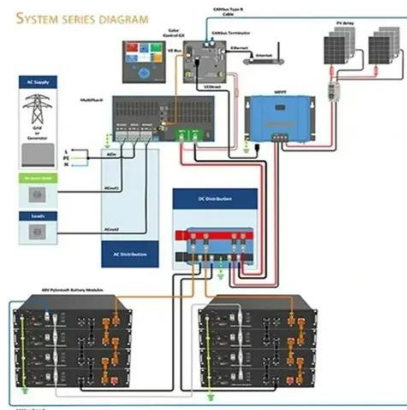 SYSTEM SERIES DIAGRAM
Color
Control GX
CANbus Type B
Cable
CANbus Terminator
Ethernet
Internet
PV Array
VE.Bus
AC Supply
Grid
or
Generator
MultiPlus-II
VE.Direct
MPPT
L
PE
N
ACin
ACout1
Loads
ACout2
AC Distribution
DC Distribution
48V Pylontech Battery Modules